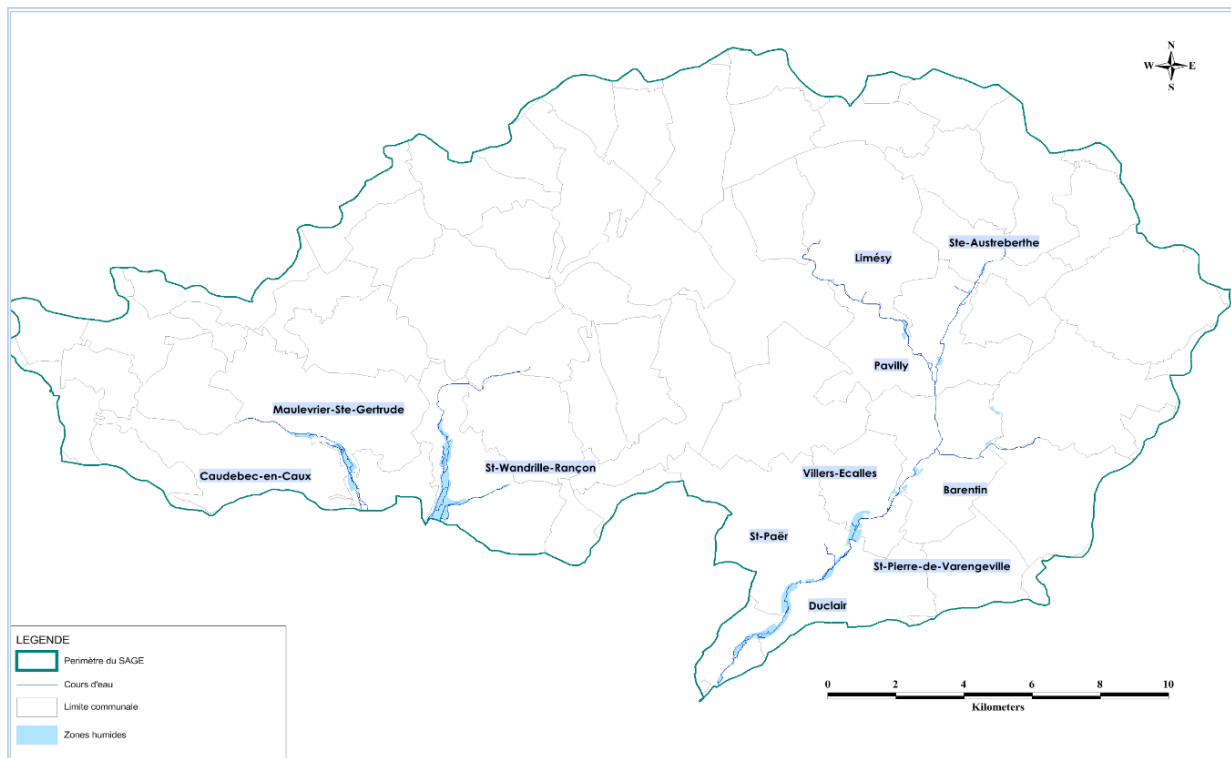 N
W E
S
Ste-Austreberthe
Limésy
Pavilly
Maulevrier-Ste-Gertrude
St-Wandrille-Rançon
Caudebec-en-Caux
Villers-Ecalles
Barentin
St-Paër
St-Pierre-de-Varengeville
Duclair
LEGENDE
Perimètre du SAGE
Cours d'eau
Limite communale
Zones humides
0 2 4 6 8 10
Kilometers